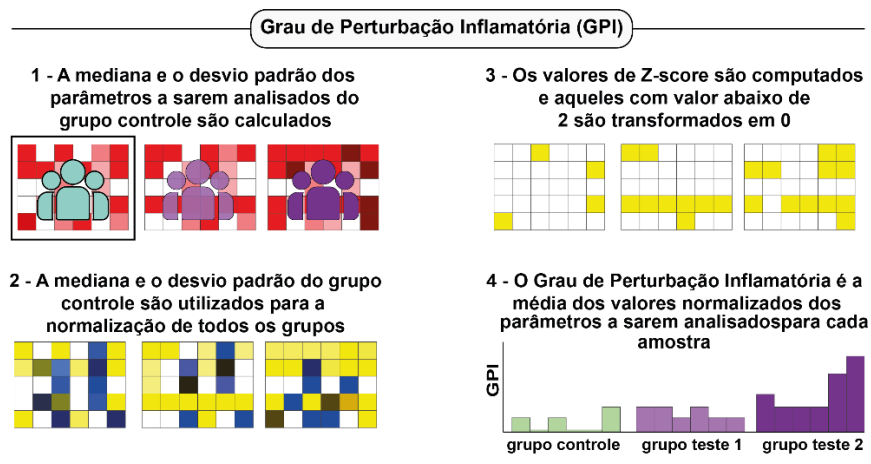 Grau de Perturbação Inflamatória (GPI)
1 - A mediana e o desvio padrão dos
parâmetros a sarem analisados do
grupo controle são calculados
2 - A mediana e o desvio padrão do grupo
controle são utilizados para a
normalização de todos os grupos
3 - Os valores de Z-score são computados
e aqueles com valor abaixo de
2 são transformados em 0
4 - O Grau de Perturbação Inflamatória é a
média dos valores normalizados dos
parâmetros a sarem analisadospara cada
amostra
GPI
grupo controle
grupo teste 1
grupo teste 2